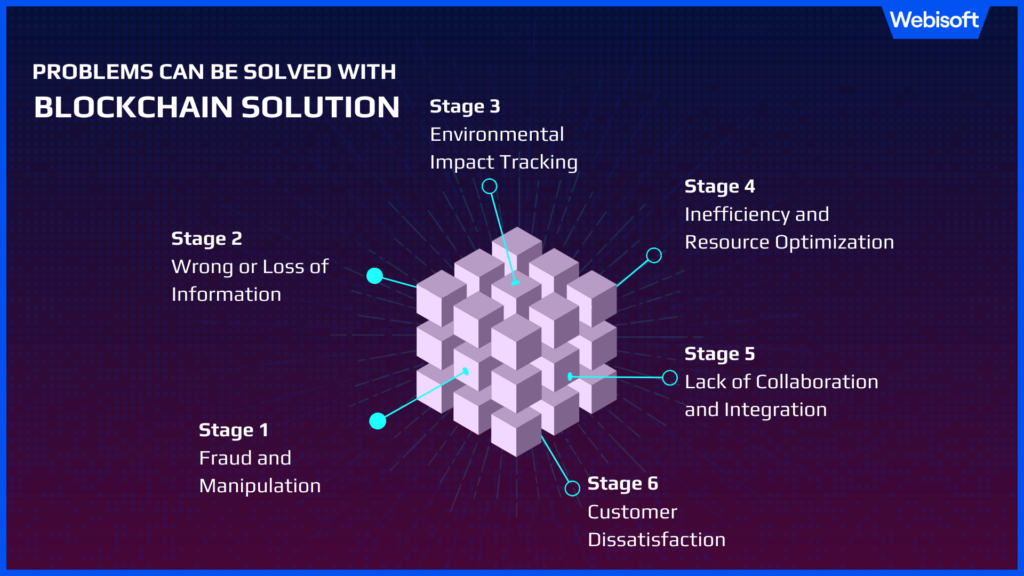 Webisoft
PROBLEMS CAN BE SOLVED WITH
BLOCKCHAIN SOLUTION
Stage 1
Fraud and
Manipulation
Stage 2
Wrong or Loss of
Information
Stage 3
Environmental
Impact Tracking
Stage 4
Inefficiency and
Resource Optimization
Stage 5
Lack of Collaboration
and Integration
Stage 6
Customer
Dissatisfaction